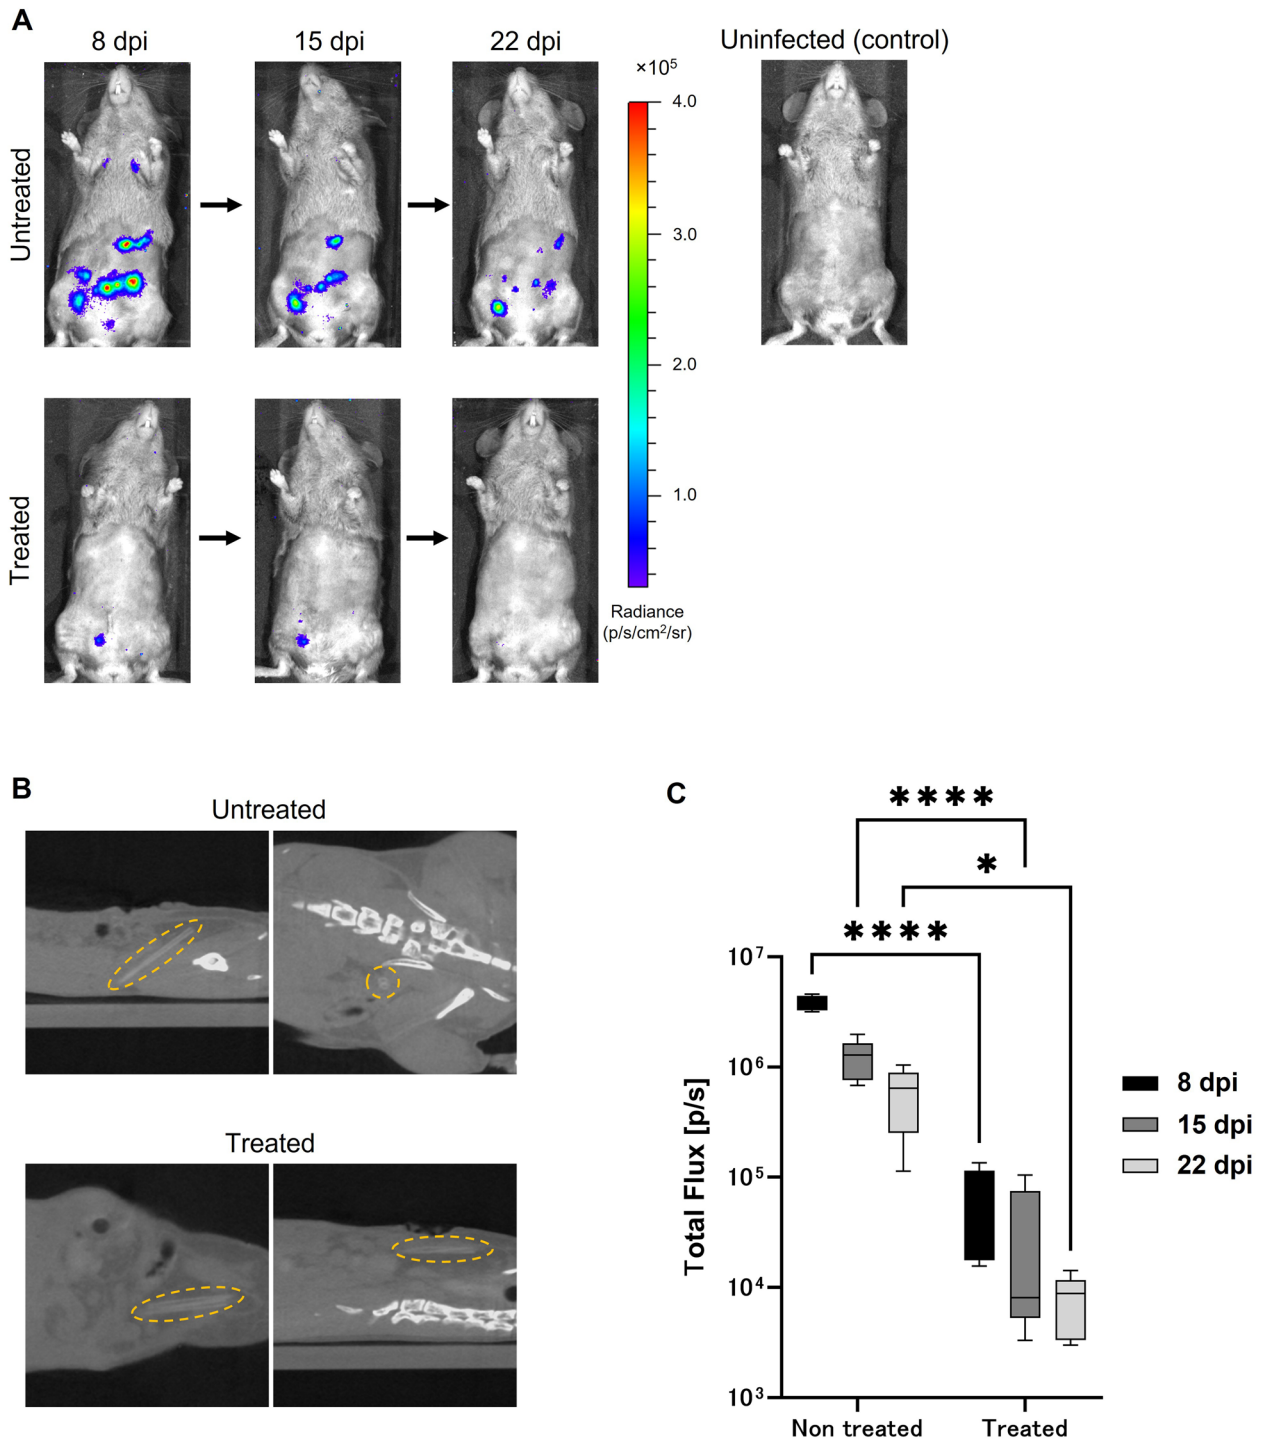 A
8 dpi
15 dpi
22 dpi
Uninfected (control)
Untreated
×10⁵
4.0
3.0
2.0
1.0
Radiance
(p/s/cm²/sr)
Treated
B
Untreated
Treated
C
****
*
****
Total Flux [p/s]
10⁷
10⁶
10⁵
10⁴
10³
Non treated
Treated
8 dpi
15 dpi
22 dpi